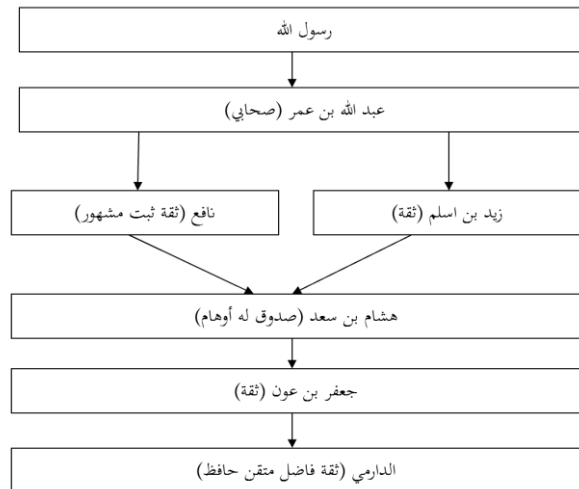 رسول الله
عبد الله بن عمر (صحابي)
زيد بن اسلم (ثقة)
نافع (ثقة ثبت مشهور)
هشام بن سعد (صدوق له أوهام)
جعفر بن عون (ثقة)
الدارمي (ثقة فاضل متقن حافظ)